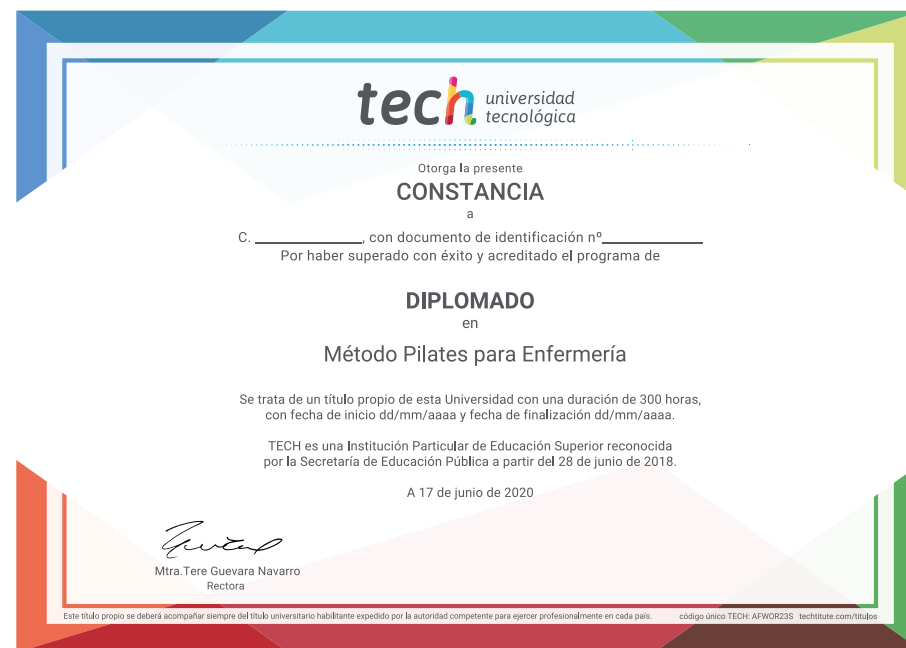 tech universidad
tecnológica
Otorga la presente
CONSTANCIA
a
C. ______________, con documento de identificación nº_____________
Por haber superado con éxito y acreditado el programa de
DIPLOMADO
en
Método Pilates para Enfermería
Se trata de un título propio de esta Universidad con una duración de 300 horas,
con fecha de inicio dd/mm/aaaa y fecha de finalización dd/mm/aaaa.
TECH es una Institución Particular de Educación Superior reconocida
por la Secretaría de Educación Pública a partir del 28 de junio de 2018.
A 17 de junio de 2020
Mtra.Tere Guevara Navarro
Rectora
Este título propio se deberá acompañar siempre del título universitario habilitante expedido por la autoridad competente para ejercer profesionalmente en cada país. código único TECH: AFWOR23S techtitute.com/titulos